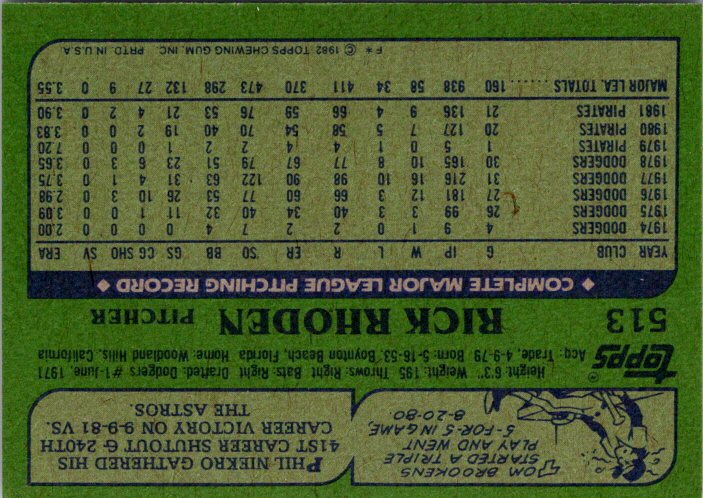 TOM BROOKENS
STARTED A TRIPLE
PLAY AND WENT
5-FOR-5 IN GAME,
8-20-80.
PHIL NIEKRO GATHERED HIS
41ST CAREER SHUTOUT & 240TH
CAREER VICTORY ON 9-9-81 VS.
THE ASTROS.
topps®
Height: 6'3" Weight: 195 Throws: Right Bats: Right Drafted: Dodgers #1-June, 1971
Acq: Trade, 4-9-79 Born: 5-16-53, Boynton Beach, Florida Home: Woodland Hills, California
513 RICK RHODEN PITCHER
◆ COMPLETE MAJOR LEAGUE PITCHING RECORD ◆
YEAR CLUB G IP W L R ER SO BB GS CG SHO SV ERA
1974 DODGERS 4 9 1 0 2 2 7 4 0 0 0 0 2.00
1975 DODGERS 26 99 3 3 40 34 40 32 11 1 0 0 3.09
1976 DODGERS 27 181 12 3 66 60 77 53 26 10 3 0 2.98
1977 DODGERS 31 216 16 10 98 90 122 63 31 4 1 0 3.75
1978 DODGERS 30 165 10 8 77 67 79 51 23 6 3 0 3.65
1979 PIRATES 1 5 0 1 4 4 2 2 1 0 0 0 7.20
1980 PIRATES 20 127 7 5 58 54 70 40 19 2 0 0 3.83
1981 PIRATES 21 136 9 4 66 59 76 53 21 4 2 0 3.90
MAJOR LEA. TOTALS ...... 160 938 58 34 411 370 473 298 132 27 9 0 3.55
F * © 1982 TOPPS CHEWING GUM, INC. PRTD. IN U.S.A.